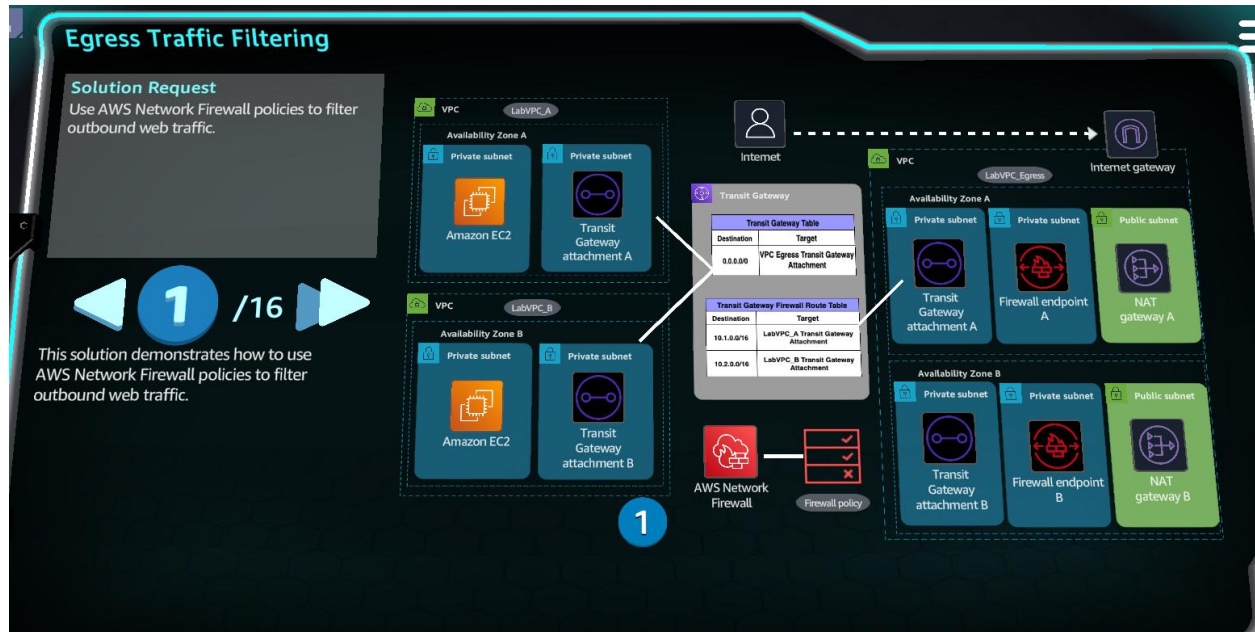 Egress Traffic Filtering
Solution Request
Use AWS Network Firewall policies to filter
outbound web traffic.
1
/16
This solution demonstrates how to use
AWS Network Firewall policies to filter
outbound web traffic.
VPC
LabVPC_A
Availability Zone A
Private subnet
Private subnet
Amazon EC2
Transit
Gateway
attachment A
VPC
LabVPC_B
Availability Zone B
Private subnet
Private subnet
Amazon EC2
Transit
Gateway
attachment B
1
Internet
Internet gateway
Transit Gateway
Transit Gateway Table
Destination Target
0.0.0.0/0 VPC Egress Transit Gateway
Attachment
Transit Gateway Firewall Route Table
Destination Target
10.1.0.0/16 LabVPC_A Transit Gateway
Attachment
10.2.0.0/16 LabVPC_B Transit Gateway
Attachment
AWS Network
Firewall
Firewall policy
VPC
LabVPC_Egress
Availability Zone A
Private subnet
Private subnet
Public subnet
Transit
Gateway
attachment A
Firewall endpoint
A
NAT
gateway A
Availability Zone B
Private subnet
Private subnet
Public subnet
Transit
Gateway
attachment B
Firewall endpoint
B
NAT
gateway B